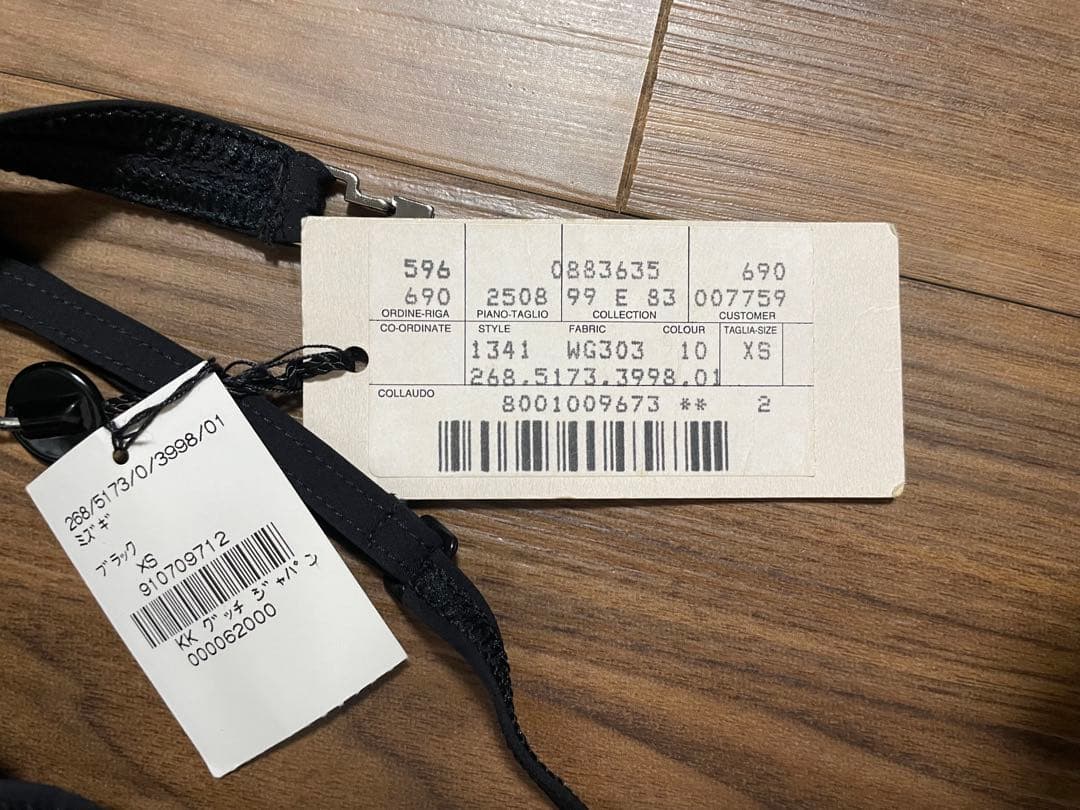 596 0883635 690
690 2508 99 E 83 007759
ORDINE-RIGA PIANO-TAGLIO COLLECTION CUSTOMER
CO-ORDINATE STYLE FABRIC COLOUR TAGLIA-SIZE
1341 WG303 10 XS
268.5173.3998.01
COLLAUDO
8001009673 ** 2
268/5173/0/3998/01
ミズギ
ブラック
XS
910709712
KK グッチ ジャパン
000062000